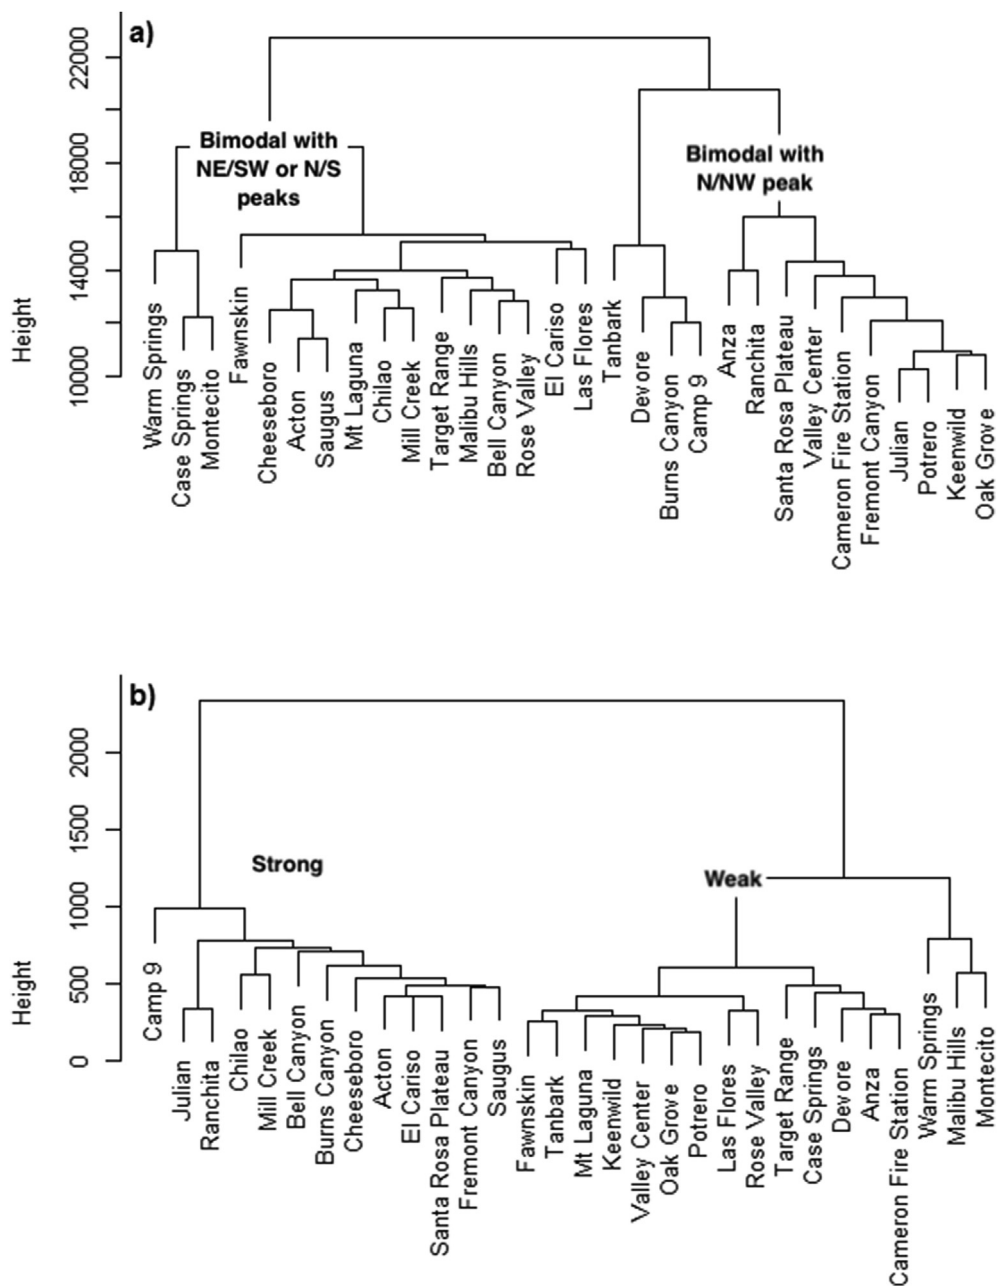 a)
22000
18000
14000
10000
Height
Bimodal with
NE/SW or N/S
peaks
Bimodal with
N/NW peak
Warm Springs
Case Springs
Montecito
Fawnskin
Cheeseboro
Acton
Saugus
Mt Laguna
Chilao
Mill Creek
Target Range
Malibu Hills
Bell Canyon
Rose Valley
El Cariso
Las Flores
Tanbark
Devore
Burns Canyon
Camp 9
Anza
Ranchita
Santa Rosa Plateau
Valley Center
Cameron Fire Station
Fremont Canyon
Julian
Potrero
Keenwild
Oak Grove
b)
2000
1500
1000
500
0
Height
Strong
Weak
Camp 9
Julian
Ranchita
Chilao
Mill Creek
Bell Canyon
Burns Canyon
Cheeseboro
Acton
El Cariso
Santa Rosa Plateau
Fremont Canyon
Saugus
Fawnskin
Tanbark
Mt Laguna
Keenwild
Valley Center
Oak Grove
Potrero
Las Flores
Rose Valley
Target Range
Case Springs
Devore
Anza
Cameron Fire Station
Warm Springs
Malibu Hills
Montecito